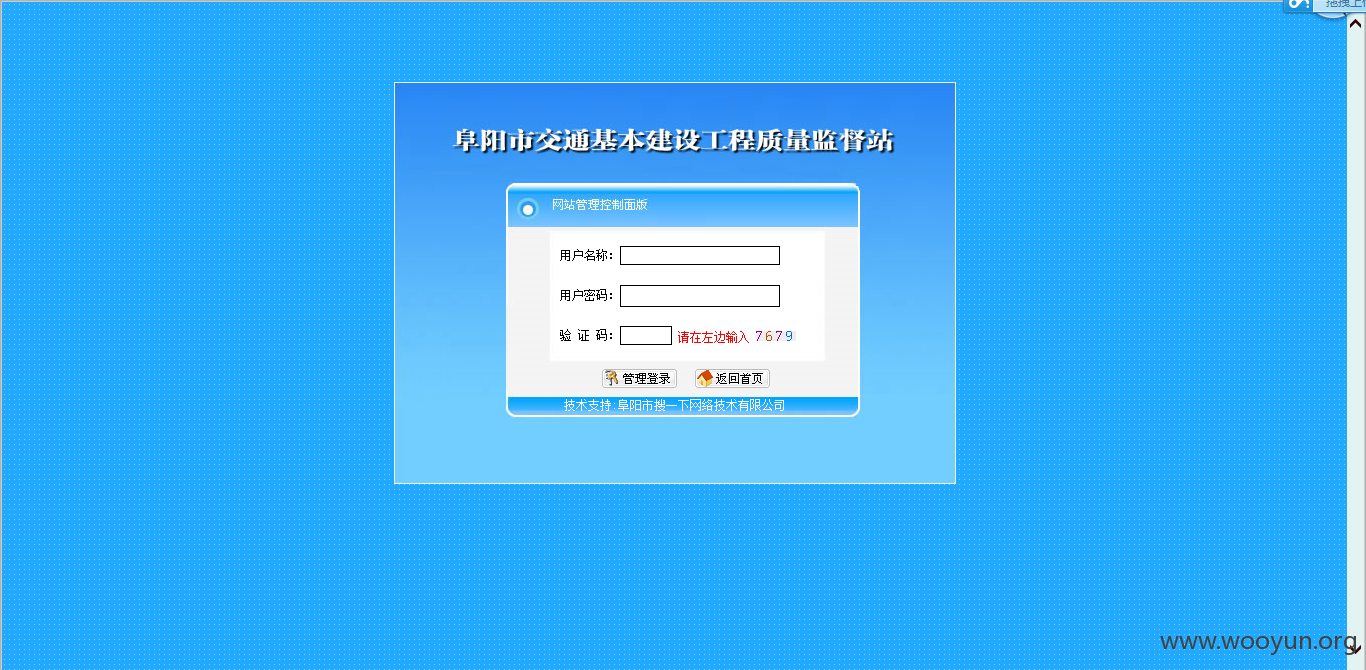 拖拽上
阜阳市交通基本建设工程质量监督站
网站管理控制面版
用户名称：
用户密码：
验 证 码： 请在左边输入 7679
管理登录 返回首页
技术支持:阜阳市搜一下网络技术有限公司
www.wooyun.org